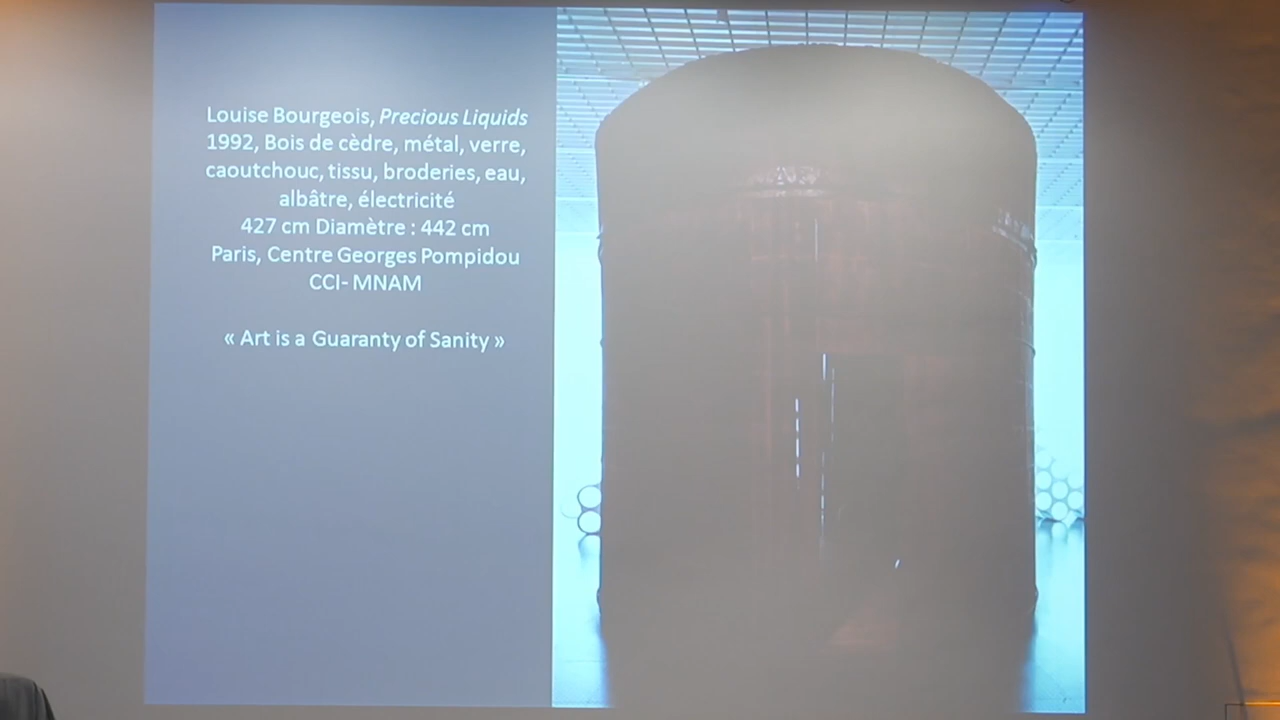 Louise Bourgeois, Precious Liquids
1992, Bois de cèdre, métal, verre,
caoutchouc, tissu, broderies, eau,
albâtre, électricité
427 cm Diamètre : 442 cm
Paris, Centre Georges Pompidou
CCI- MNAM
« Art is a Guaranty of Sanity »